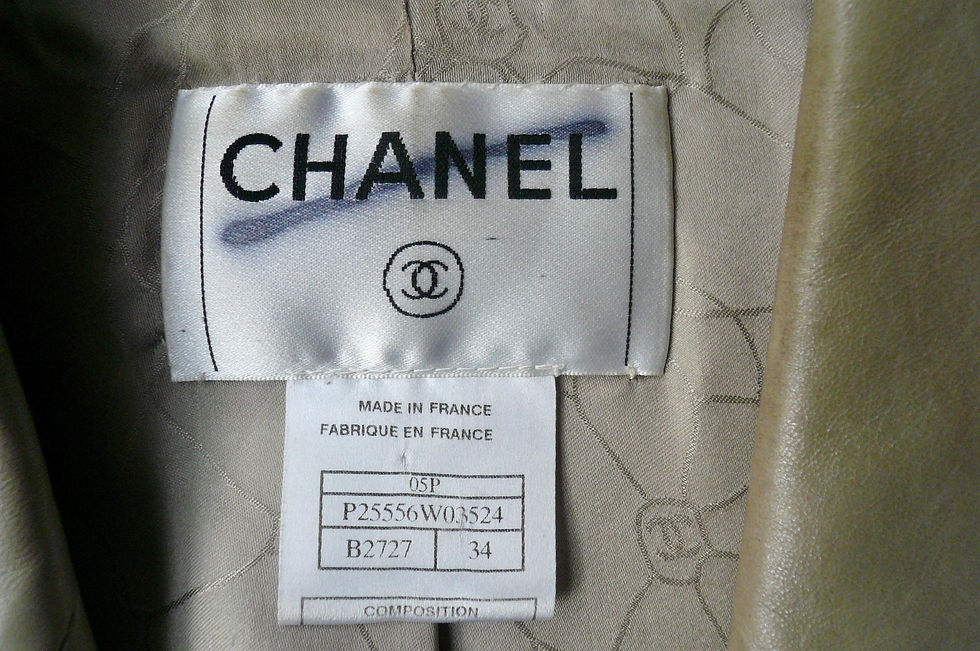 CHANEL
MADE IN FRANCE
FABRIQUE EN FRANCE
05P
P25556W03524
B2727 34
COMPOSITION